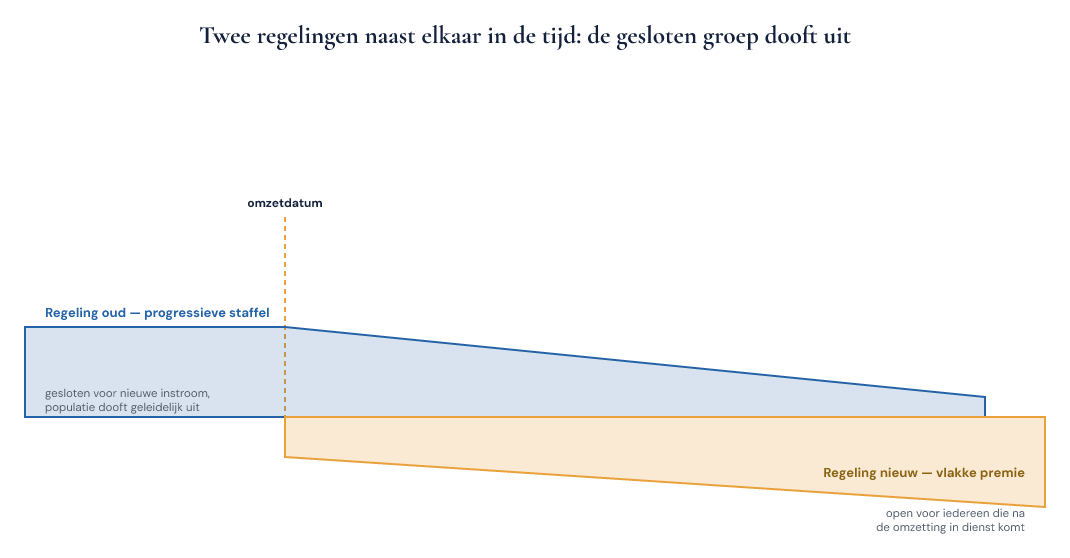 Twee regelingen naast elkaar in de tijd: de gesloten groep dooft uit
omzetdatum
Regeling oud — progressieve staffel
gesloten voor nieuwe instroom,
populatie dooft geleidelijk uit
Regeling nieuw — vlakke premie
open voor iedereen die na
de omzetting in dienst komt